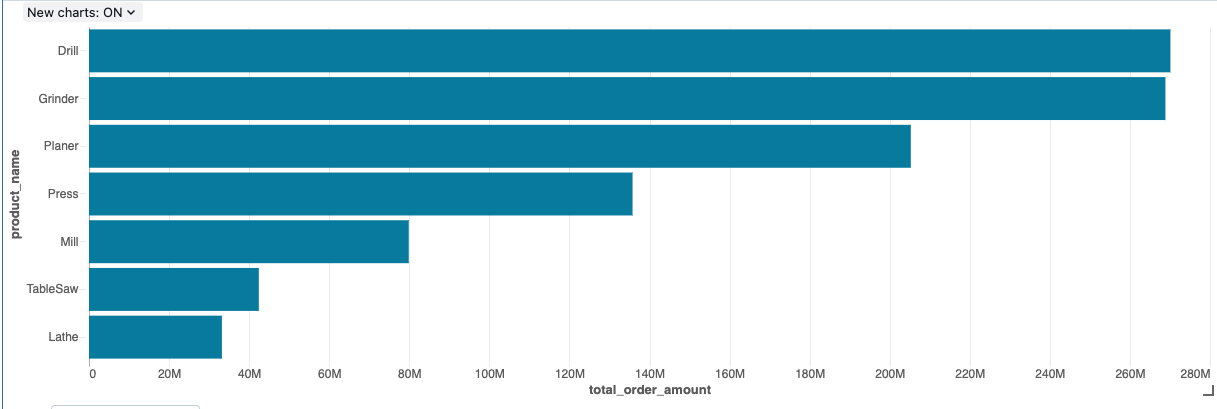 New charts: ON
Drill
Grinder
Planer
Press
Mill
TableSaw
Lathe
product_name
0 20M 40M 60M 80M 100M 120M 140M 160M 180M 200M 220M 240M 260M 280M
total_order_amount